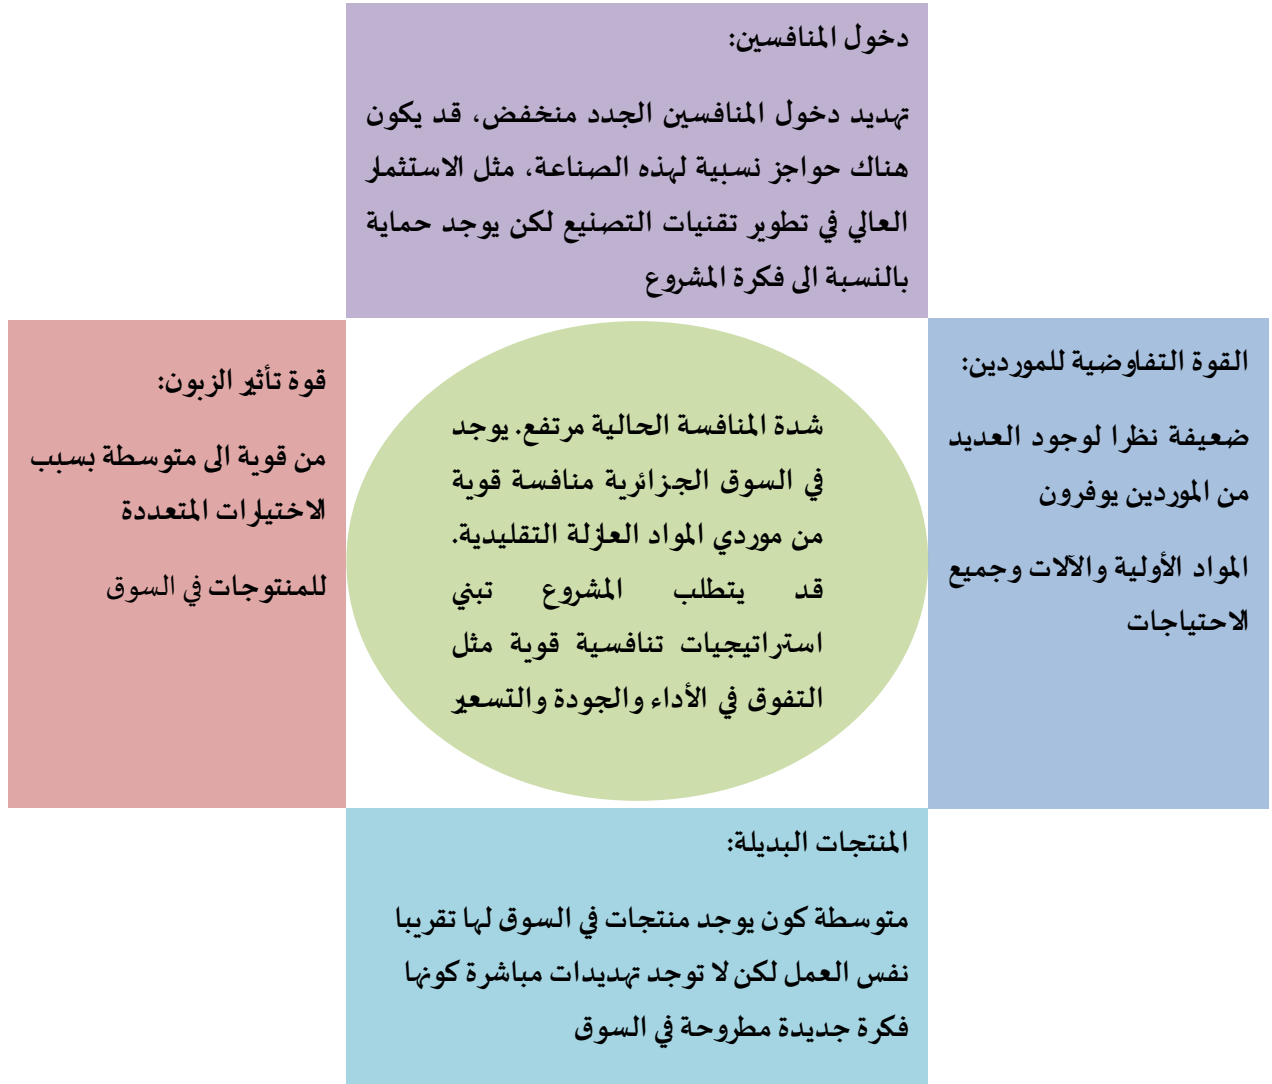 دخول المنافسين:
تهديد دخول المنافسين الجدد منخفض، قد يكون
هناك حواجز نسبية لهذه الصناعة، مثل الاستثمار
العالي في تطوير تقنيات التصنيع لكن يوجد حماية
بالنسبة الى فكرة المشروع
القوة التفاوضية للموردين:
ضعيفة نظرا لوجود العديد
من الموردين يوفرون
المواد الأولية والآلات وجميع
الاحتياجات
شدة المنافسة الحالية مرتفع. يوجد
في السوق الجزائرية منافسة قوية
من موردي المواد العازلة التقليدية.
قد يتطلب المشروع تبني
استراتيجيات تنافسية قوية مثل
التفوق في الأداء والجودة والتسعير
قوة تأثير الزبون:
من قوية الى متوسطة بسبب
الاختيارات المتعددة
للمنتوجات في السوق
المنتجات البديلة:
متوسطة كون يوجد منتجات في السوق لها تقريبا
نفس العمل لكن لا توجد تهديدات مباشرة كونها
فكرة جديدة مطروحة في السوق